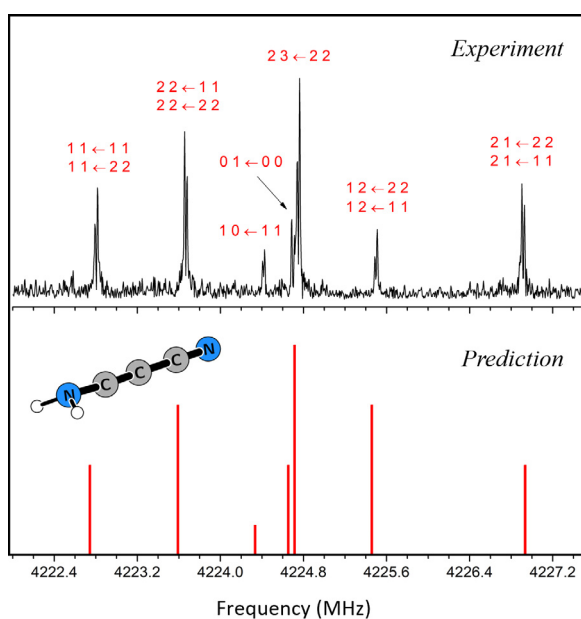 Experiment
2 3 ← 2 2
2 2 ← 1 1
2 2 ← 2 2
1 1 ← 1 1
1 1 ← 2 2
0 1 ← 0 0
2 1 ← 2 2
2 1 ← 1 1
1 0 ← 1 1
1 2 ← 2 2
1 2 ← 1 1
Prediction
N C C C N
4222.4 4223.2 4224.0 4224.8 4225.6 4226.4 4227.2
Frequency (MHz)